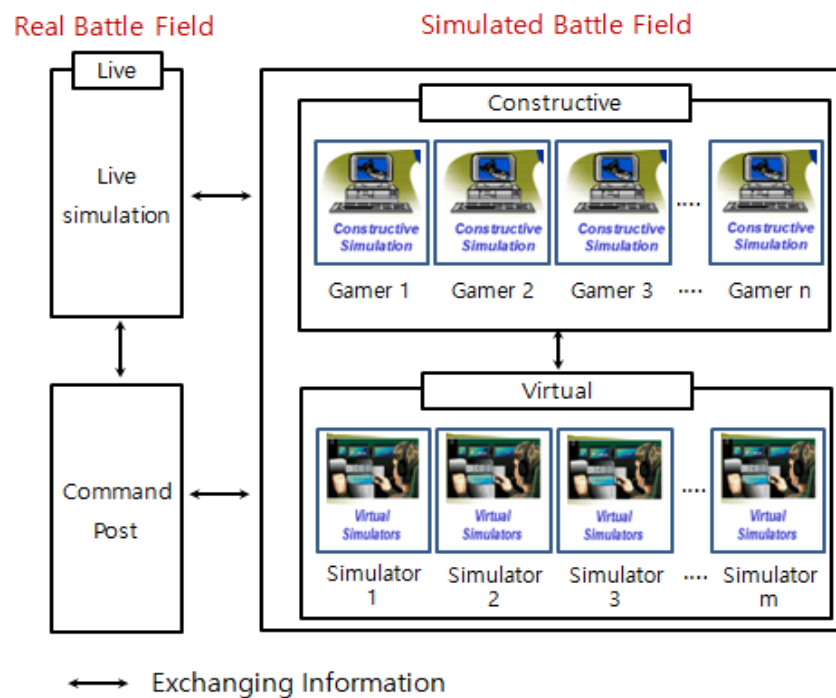 Real Battle Field
Simulated Battle Field
Live
Live
simulation
Command
Post
Constructive
Constructive
Simulation
Constructive
Simulation
Constructive
Simulation
....
Constructive
Simulation
Gamer 1
Gamer 2
Gamer 3
....
Gamer n
Virtual
Virtual
Simulators
Virtual
Simulators
Virtual
Simulators
....
Virtual
Simulators
Simulator
1
Simulator
2
Simulator
3
....
Simulator
m
Exchanging Information